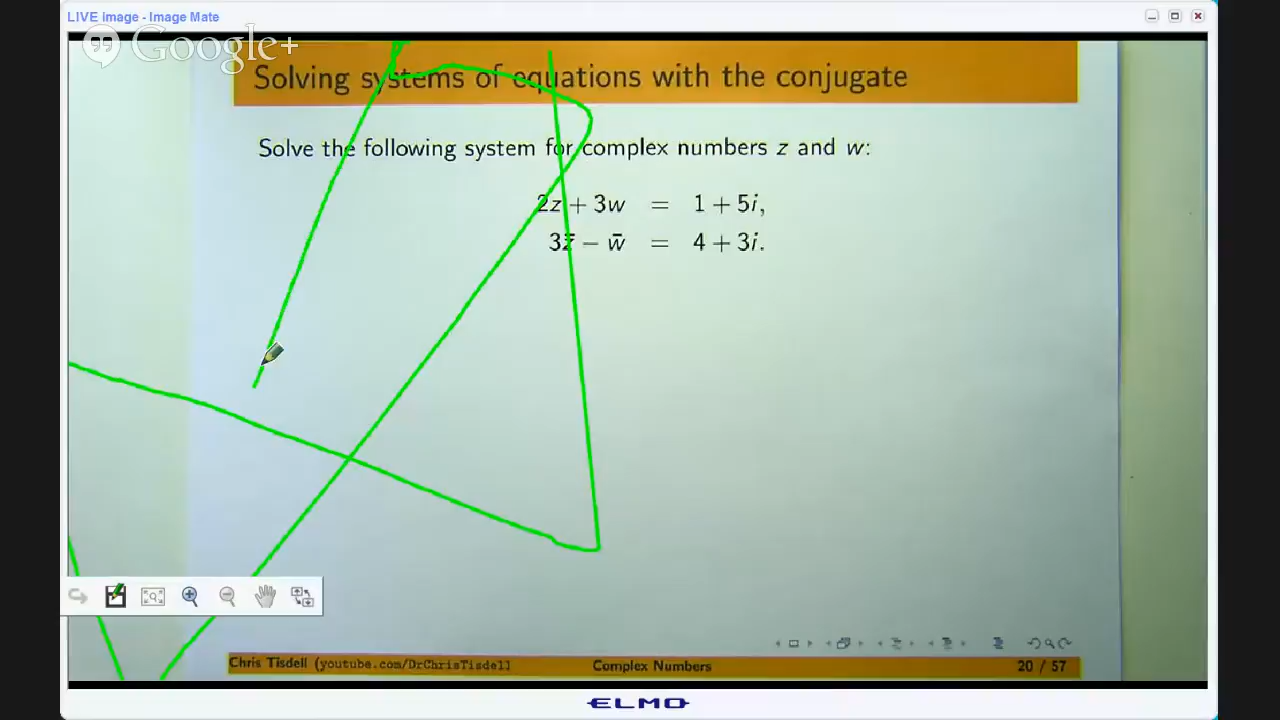 LIVE image - Image Mate
Google+
Solving systems of equations with the conjugate
Solve the following system for complex numbers z and w:
2z + 3w = 1 + 5i,
3z̄ − w̄ = 4 + 3i.
Chris Tisdell (youtube.com/DrChrisTisdell
Complex Numbers
20 / 57
ELMO